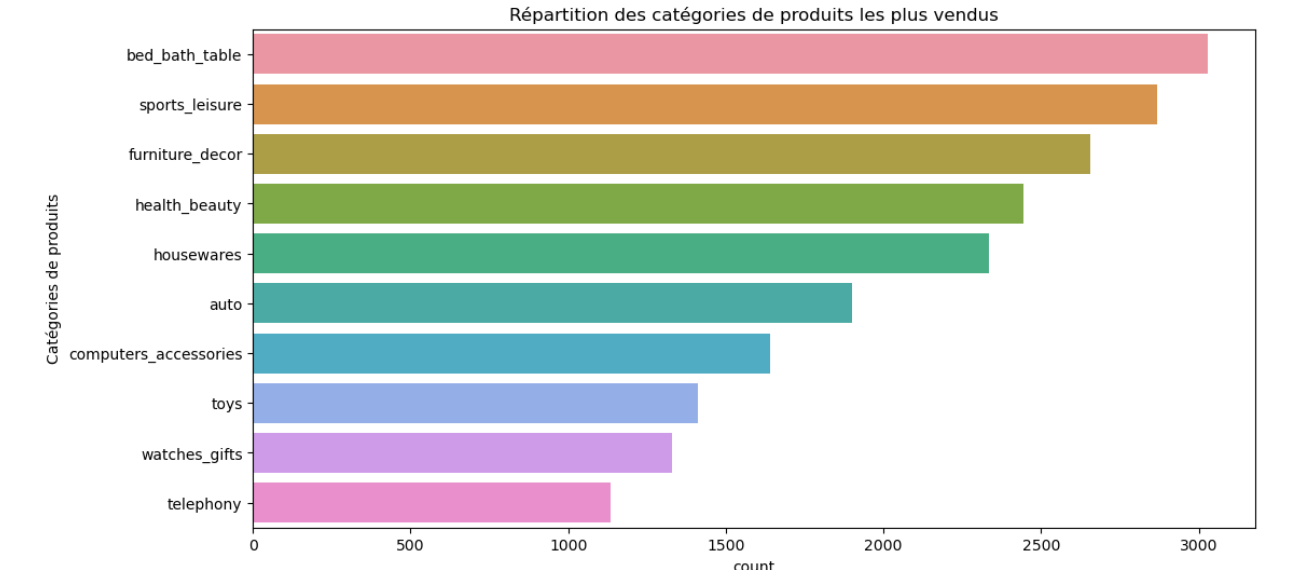 Répartition des catégories de produits les plus vendus
Catégories de produits
bed_bath_table
sports_leisure
furniture_decor
health_beauty
housewares
auto
computers_accessories
toys
watches_gifts
telephony
0 500 1000 1500 2000 2500 3000
count